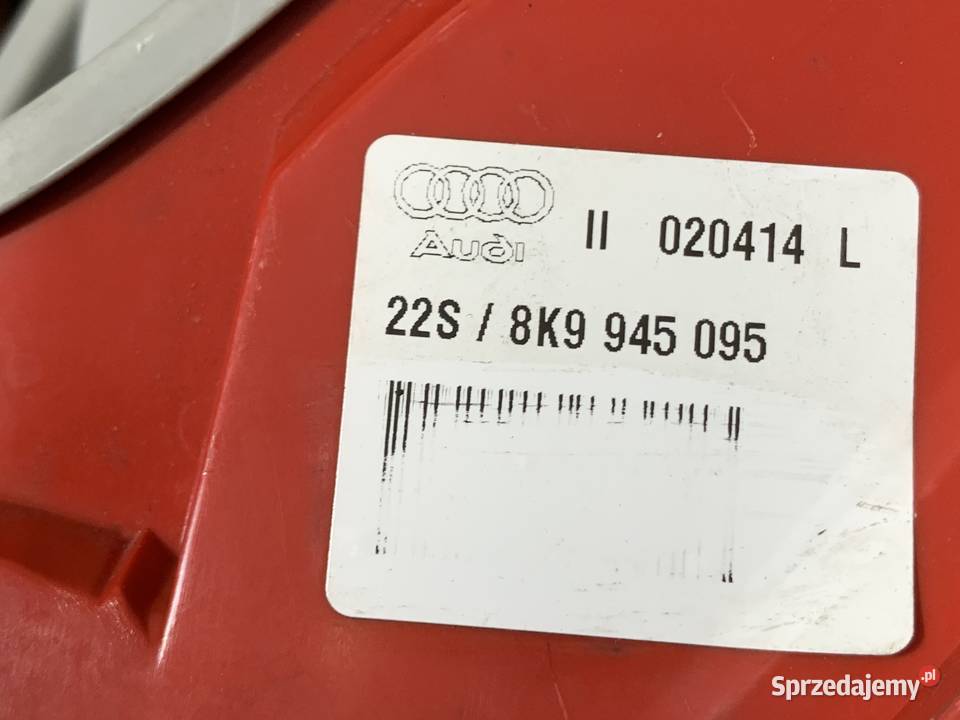 Audi
II 020414 L
22S / 8K9 945 095
Sprzedajemy.pl